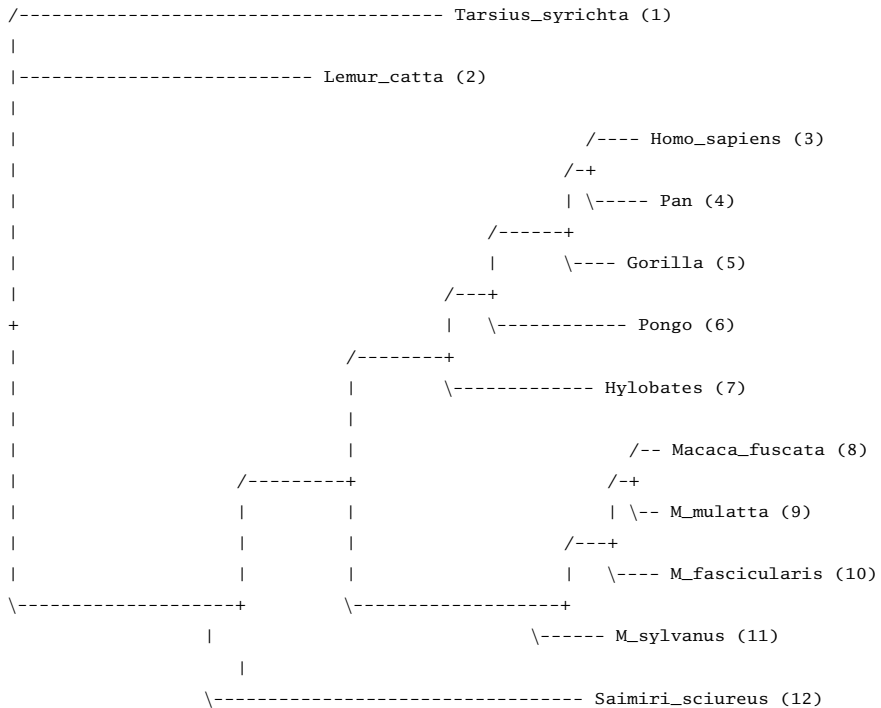 Tarsius_syrichta (1)
Lemur_catta (2)
Homo_sapiens (3)
Pan (4)
Gorilla (5)
Pongo (6)
Hylobates (7)
Macaca_fuscata (8)
M_mulatta (9)
M_fascicularis (10)
M_sylvanus (11)
Saimiri_sciureus (12)